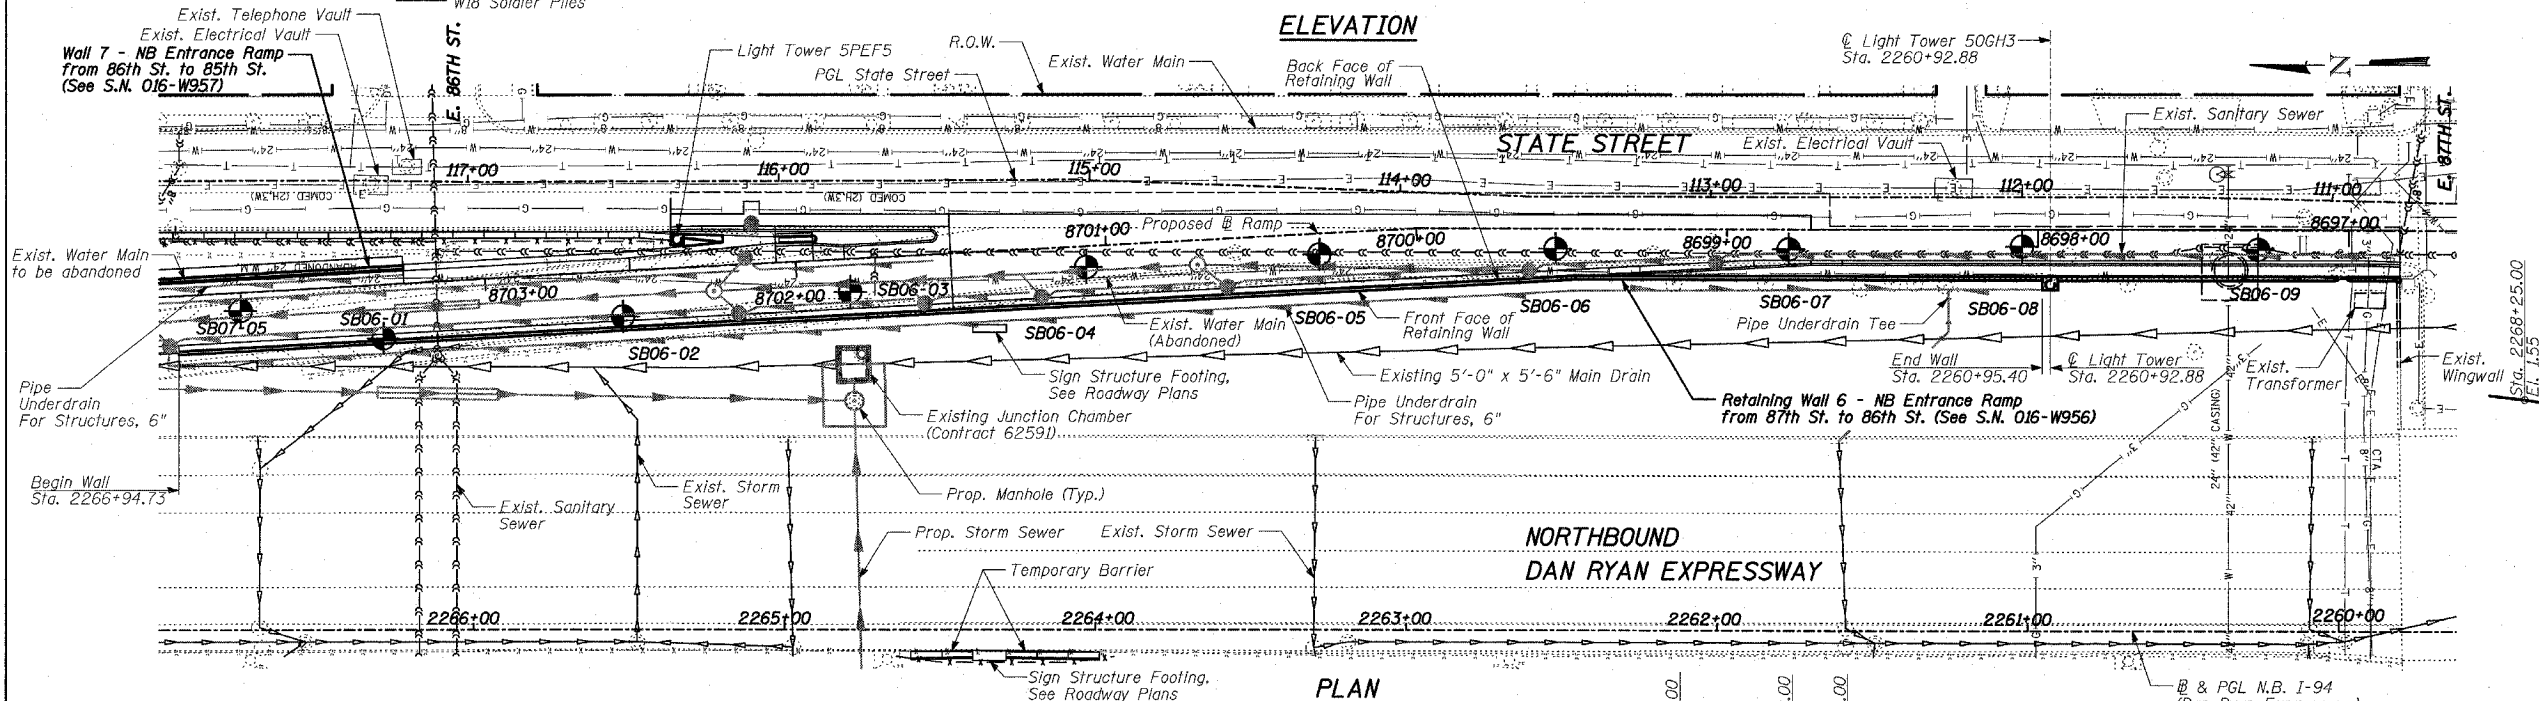 W18 Soldier Piles
ELEVATION
Exist. Telephone Vault
Exist. Electrical Vault
Wall 7 - NB Entrance Ramp
from 86th St. to 85th St.
(See S.N. 016-W957)
E. 86TH ST.
Light Tower 5PEF5
R.O.W.
PGL State Street
Exist. Water Main
Back Face of
Retaining Wall
℄ Light Tower 50GH3
Sta. 2260+92.88
N
Exist. Sanitary Sewer
E. 87TH ST.
STATE STREET
Exist. Electrical Vault
117+00
116+00
115+00
114+00
113+00
112+00
111+00
COMED (2H,3W)
COMED (2H,3W)
Proposed ⅊ Ramp
8701+00
8700+00
8699+00
8698+00
8697+00
Exist. Water Main
to be abandoned
ABANDONED 24" W.M.
8703+00
8702+00
SB06-03
SB07-05
SB06-01
SB06-02
SB06-04
SB06-05
SB06-06
SB06-07
SB06-08
SB06-09
Exist. Water Main
(Abandoned)
Front Face of
Retaining Wall
Pipe Underdrain Tee
Sta. 2268+25.00
El. 1.55
Pipe
Underdrain
For Structures, 6"
Sign Structure Footing,
See Roadway Plans
Existing 5'-0" x 5'-6" Main Drain
End Wall
Sta. 2260+95.40
℄ Light Tower
Sta. 2260+92.88
Exist.
Transformer
Exist.
Wingwall
Existing Junction Chamber
(Contract 62591)
Pipe Underdrain
For Structures, 6"
Retaining Wall 6 - NB Entrance Ramp
from 87th St. to 86th St. (See S.N. 016-W956)
Begin Wall
Sta. 2266+94.73
Exist. Sanitary
Sewer
Exist. Storm
Sewer
Prop. Manhole (Typ.)
Prop. Storm Sewer
Exist. Storm Sewer
24" (42" CASING)
CTA
NORTHBOUND
DAN RYAN EXPRESSWAY
Temporary Barrier
2266+00
2265+00
2264+00
2263+00
2262+00
2261+00
2260+00
Sign Structure Footing,
See Roadway Plans
PLAN
& PGL N.B. I-94